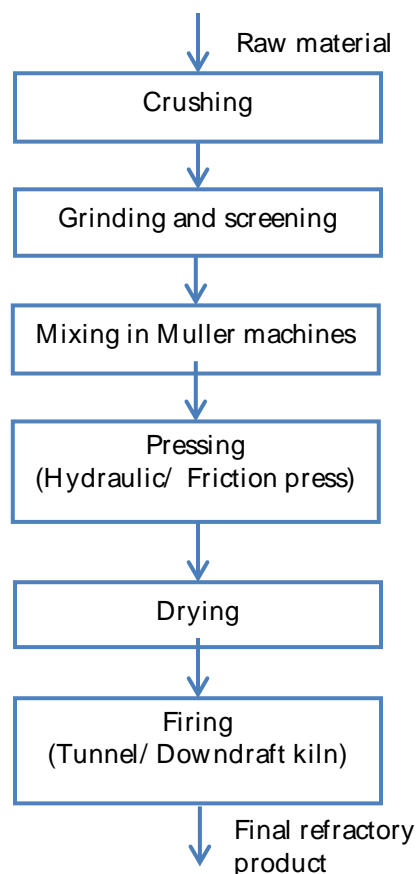 Raw material
Crushing
Grinding and screening
Mixing in Muller machines
Pressing
(Hydraulic/ Friction press)
Drying
Firing
(Tunnel/ Downdraft kiln)
Final refractory
product